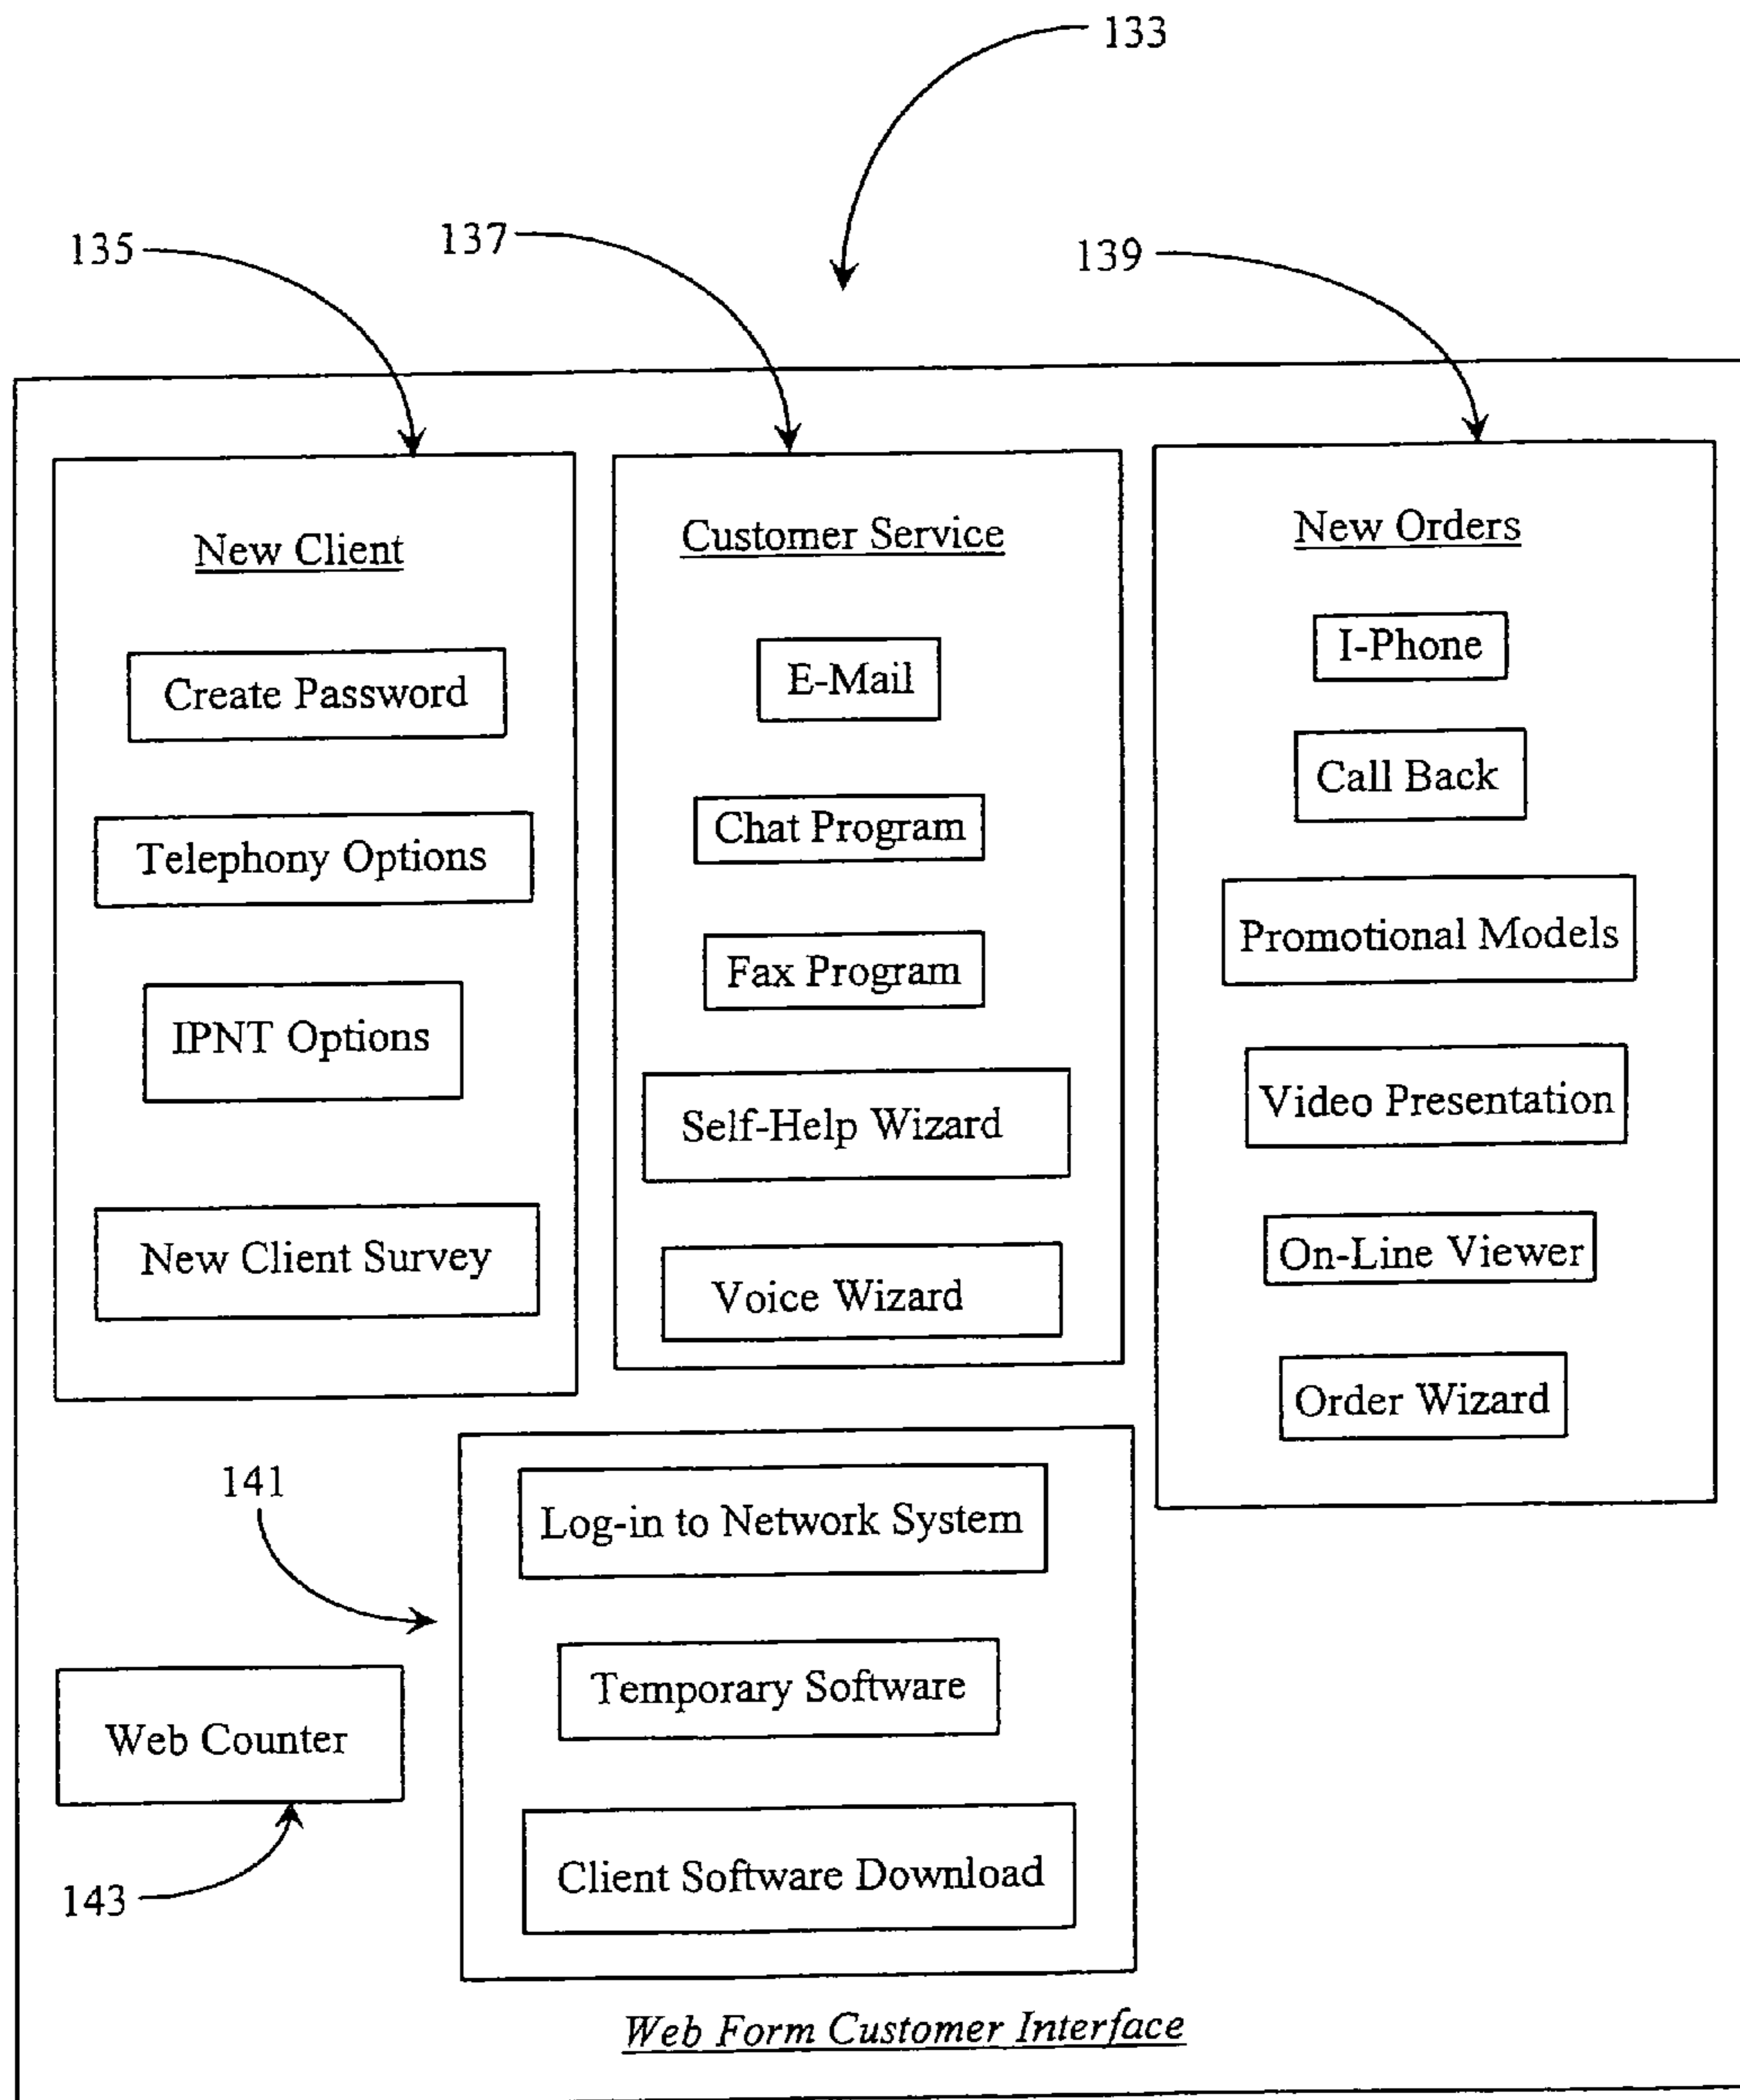 133
135
137
139
New Client
Create Password
Telephony Options
IPNT Options
New Client Survey
Customer Service
E-Mail
Chat Program
Fax Program
Self-Help Wizard
Voice Wizard
New Orders
I-Phone
Call Back
Promotional Models
Video Presentation
On-Line Viewer
Order Wizard
141
Log-in to Network System
Temporary Software
Client Software Download
Web Counter
143
Web Form Customer Interface